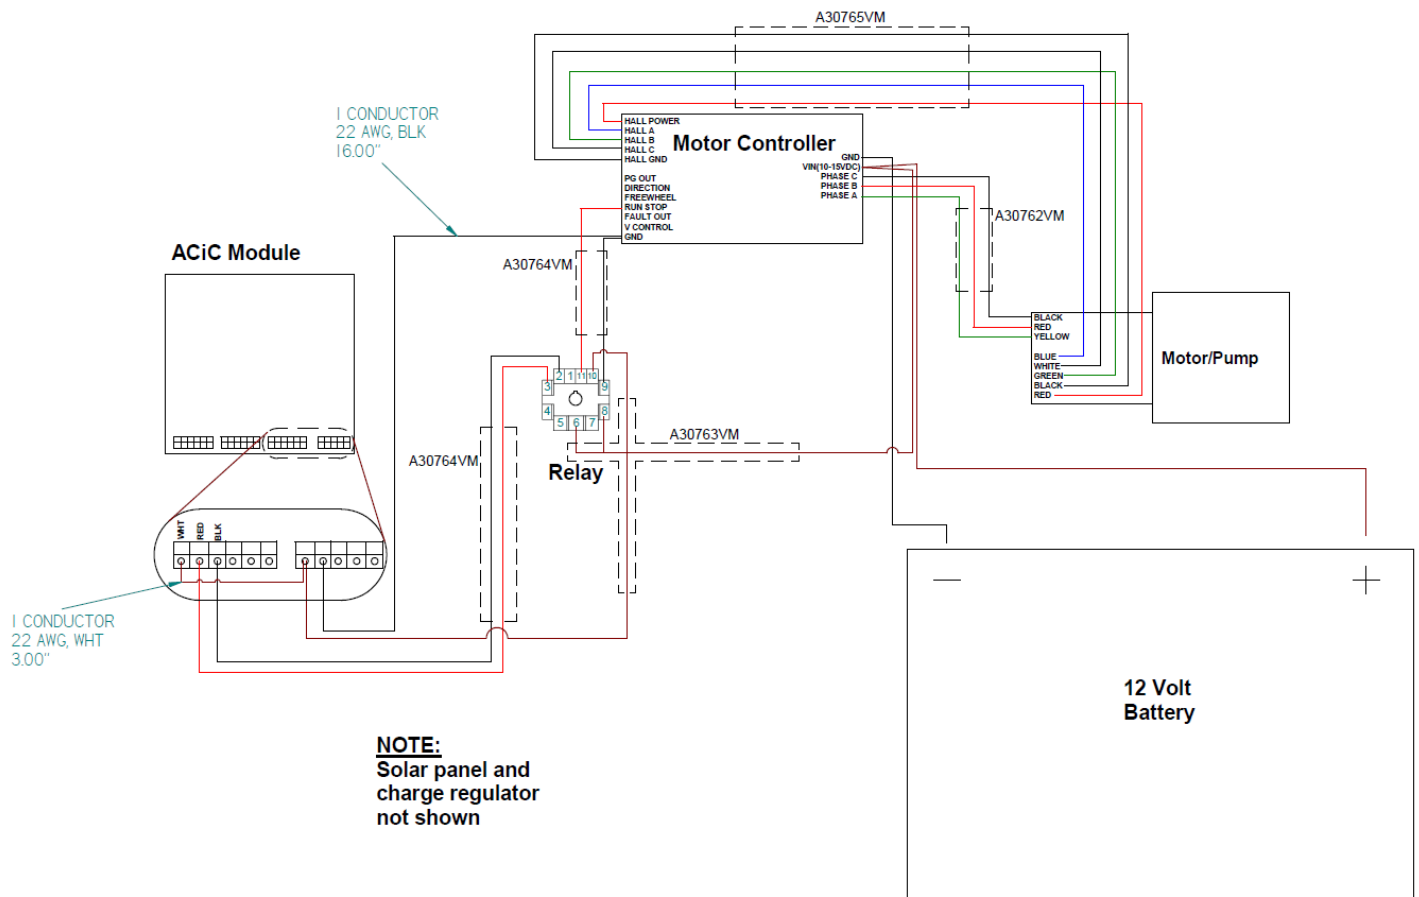 A30765VM
1 CONDUCTOR
22 AWG, BLK
16.00"
HALL POWER
HALL A
HALL B
HALL C
HALL GND
Motor Controller
GND
VIN(10-15VDC)
PHASE C
PHASE B
PHASE A
PG OUT
DIRECTION
FREEWHEEL
RUN STOP
FAULT OUT
V CONTROL
GND
A30762VM
ACiC Module
A30764VM
BLACK
RED
YELLOW
BLUE
WHITE
GREEN
BLACK
RED
Motor/Pump
2 1 11 10
3 9
4 8
5 6 7
Relay
A30763VM
A30764VM
WHT
RED
BLK
1 CONDUCTOR
22 AWG, WHT
3.00"
— +
12 Volt
Battery
NOTE:
Solar panel and
charge regulator
not shown